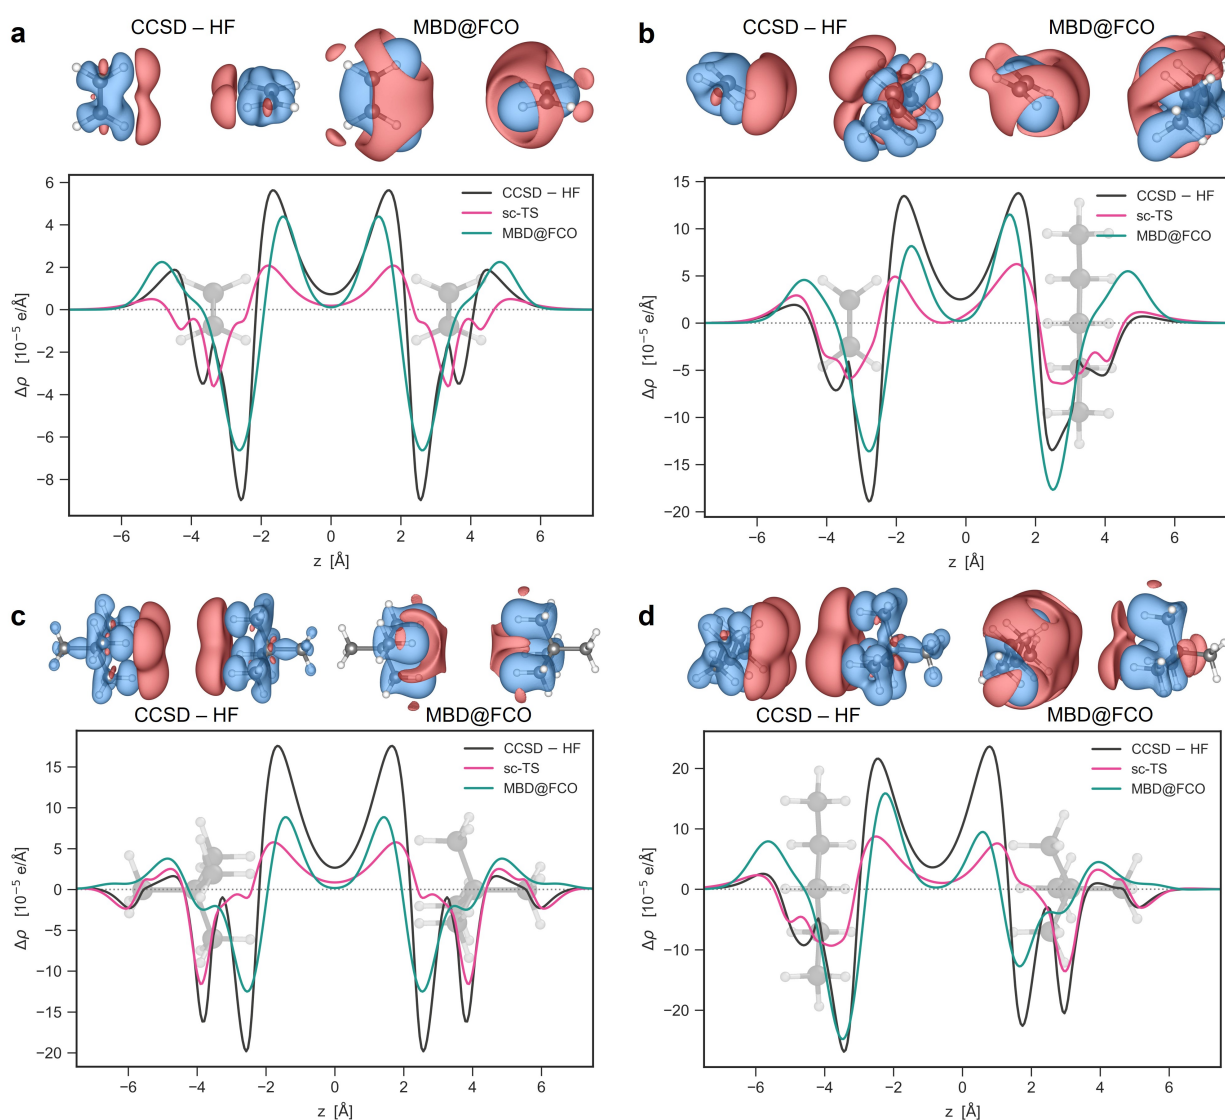 a
CCSD – HF
MBD@FCO
CCSD – HF
sc-TS
MBD@FCO
6
4
2
0
−2
−4
−6
−8
Δρ [10⁻⁵ e/Å]
−6 −4 −2 0 2 4 6
z [Å]
b
CCSD – HF
MBD@FCO
CCSD − HF
sc-TS
MBD@FCO
15
10
5
0
−5
−10
−15
−20
Δρ [10⁻⁵ e/Å]
−6 −4 −2 0 2 4 6
z [Å]
c
CCSD – HF
MBD@FCO
CCSD − HF
sc-TS
MBD@FCO
15
10
5
0
−5
−10
−15
−20
Δρ [10⁻⁵ e/Å]
−6 −4 −2 0 2 4 6
z [Å]
d
CCSD – HF
MBD@FCO
CCSD − HF
sc-TS
MBD@FCO
20
10
0
−10
−20
Δρ [10⁻⁵ e/Å]
−6 −4 −2 0 2 4 6
z [Å]